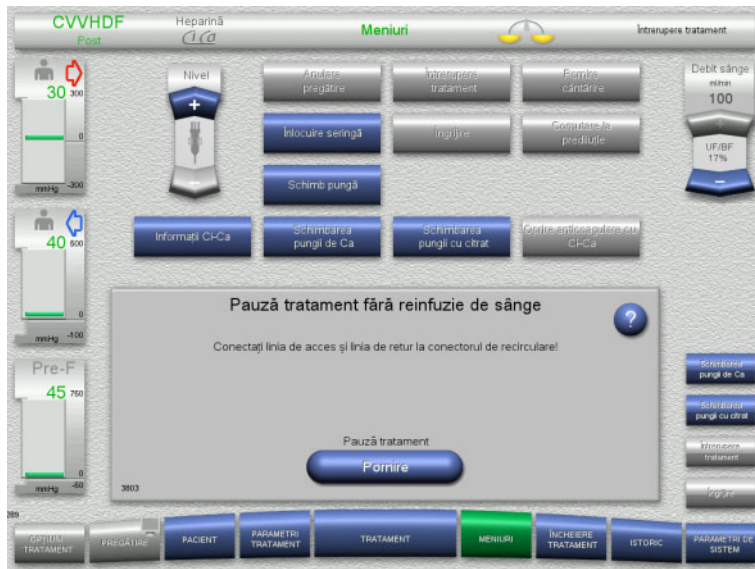 CVVHDF
Post
Heparină
CiCa
Meniuri
Întrerupere tratament
30
300
0
-300
mmHg
Nivel
+
Anulare
pregătire
Întrerupere
tratament
Pornire
cântărire
Înlocuire seringă
Îngrijire
Comutare la
prediluție
Schimb pungă
Debit sânge
ml/min
100
+
UF/BF
17%
40
500
0
-100
mmHg
Informații Ci-Ca
Schimbarea
pungii de Ca
Schimbarea
pungii cu citrat
Oprire anticoagulare cu
Ci-Ca
Pauză tratament fără reinfuzie de sânge
?
Conectați linia de acces și linia de retur la conectorul de recirculare!
Pauză tratament
Pornire
3803
Pre-F
45
750
0
-50
mmHg
Schimbarea
pungii de Ca
Schimbarea
pungii cu citrat
Întrerupere
tratament
Îngrijire
289
OPȚIUNI
TRATAMENT
PREGĂTIRE
PACIENT
PARAMETRI
TRATAMENT
TRATAMENT
MENIURI
ÎNCHEIERE
TRATAMENT
ISTORIC
PARAMETRI DE
SISTEM